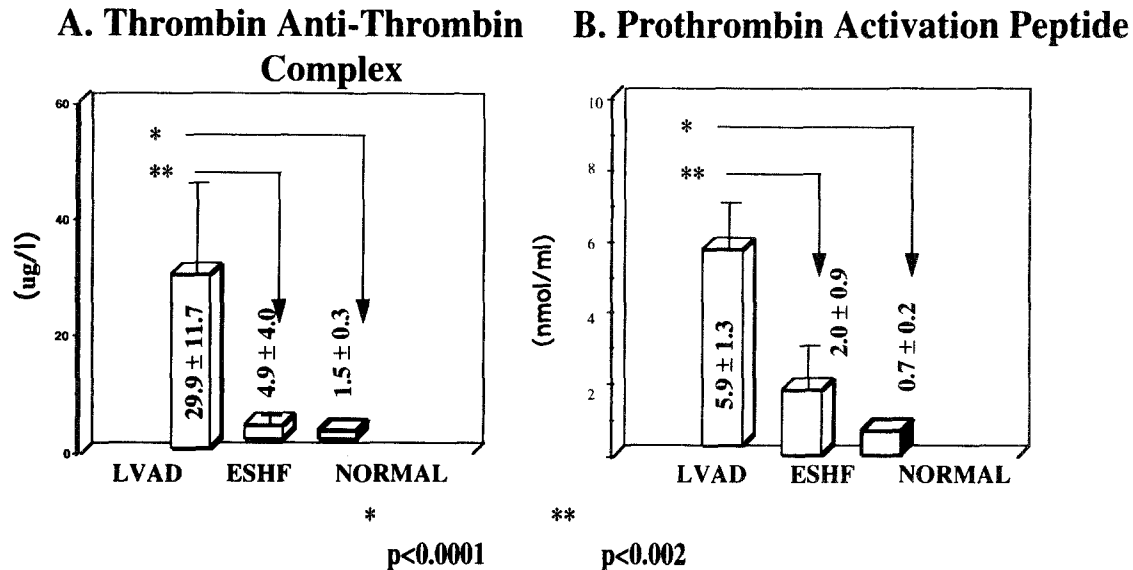 A. Thrombin Anti-Thrombin
Complex
60
40
20
0
(ug/l)
*
**
29.9 ± 11.7
4.9 ± 4.0
1.5 ± 0.3
LVAD ESHF NORMAL
B. Prothrombin Activation Peptide
10
8
6
4
2
(nmol/ml)
*
**
5.9 ± 1.3
2.0 ± 0.9
0.7 ± 0.2
LVAD ESHF NORMAL
* **
p<0.0001 p<0.002